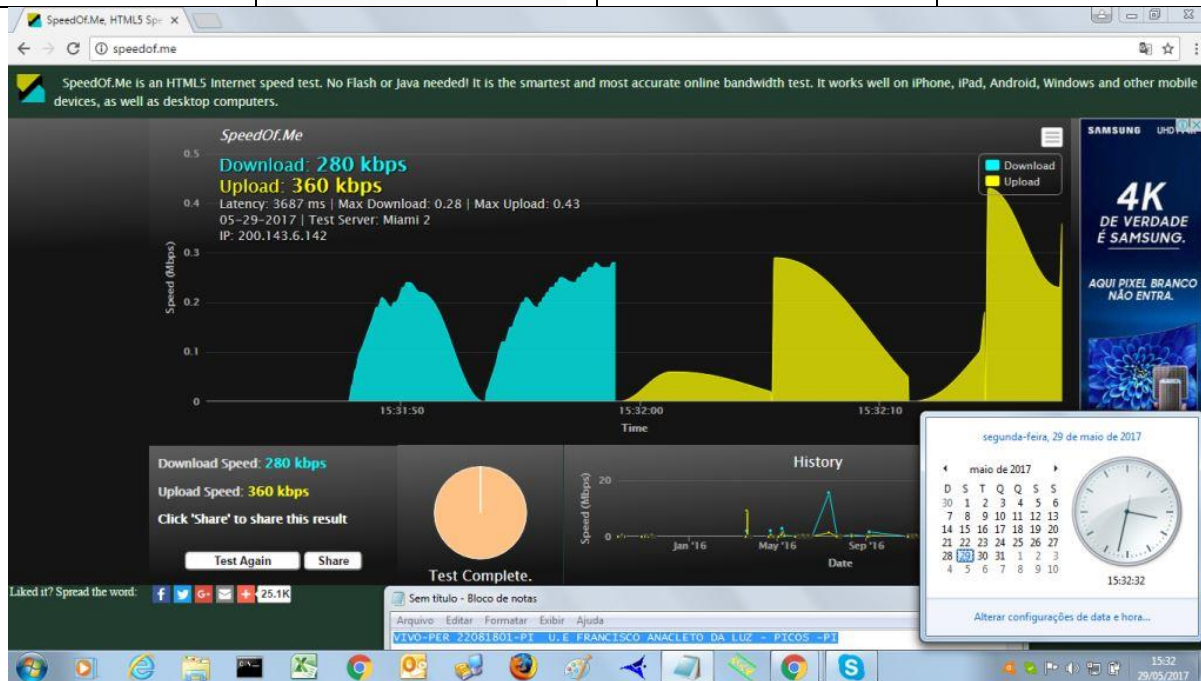 SpeedOf.Me, HTML5 Spe
speedof.me
SpeedOf.Me is an HTML5 Internet speed test. No Flash or Java needed! It is the smartest and most accurate online bandwidth test. It works well on iPhone, iPad, Android, Windows and other mobile
devices, as well as desktop computers.
SpeedOf.Me
Download: 280 kbps
Upload: 360 kbps
Latency: 3687 ms | Max Download: 0.28 | Max Upload: 0.43
05-29-2017 | Test Server: Miami 2
IP: 200.143.6.142
Download
Upload
0.5
0.4
0.3
0.2
0.1
0
Speed (Mbps)
15:31:50
15:32:00
15:32:10
Time
SAMSUNG UHD
4K
DE VERDADE
É SAMSUNG.
AQUI PIXEL BRANCO
NÃO ENTRA.
Download Speed: 280 kbps
Upload Speed: 360 kbps
Click 'Share' to share this result
Test Again
Share
Test Complete.
History
Speed (Mbps)
20
0
Jan '16
May '16
Sep '16
Date
segunda-feira, 29 de maio de 2017
maio de 2017
D S T Q Q S S
30 1 2 3 4 5 6
7 8 9 10 11 12 13
14 15 16 17 18 19 20
21 22 23 24 25 26 27
28 29 30 31 1 2 3
4 5 6 7 8 9 10
15:32:32
Alterar configurações de data e hora...
Liked it? Spread the word:
25.1K
Sem título - Bloco de notas
Arquivo Editar Formatar Exibir Ajuda
VIVO-PER 22081801-PI U.E FRANCISCO ANACLETO DA LUZ - PICOS -PI
15:32
29/05/2017